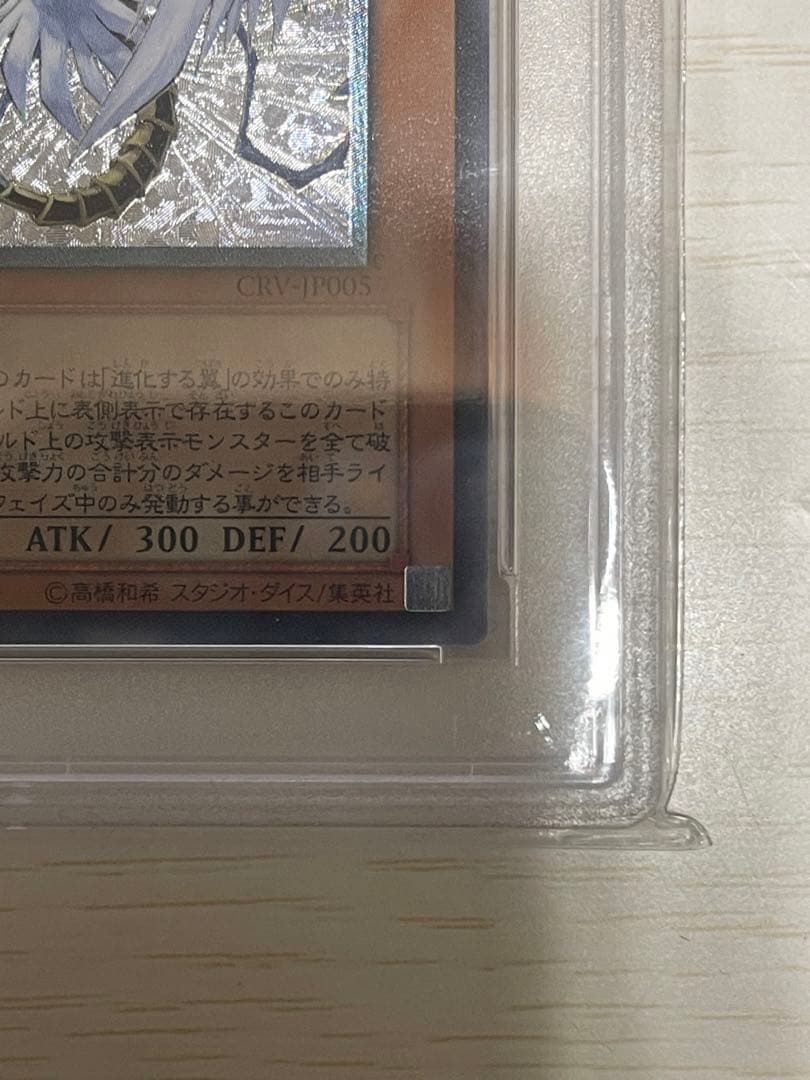 CRV-JP005
のカードは「進化する翼」の効果でのみ特
ルド上に表側表示で存在するこのカード
ルド上の攻撃表示モンスターを全て破
攻撃力の合計分のダメージを相手ライ
フェイズ中のみ発動する事ができる。
ATK/ 300 DEF/ 200
©高橋和希 スタジオ・ダイス/集英社